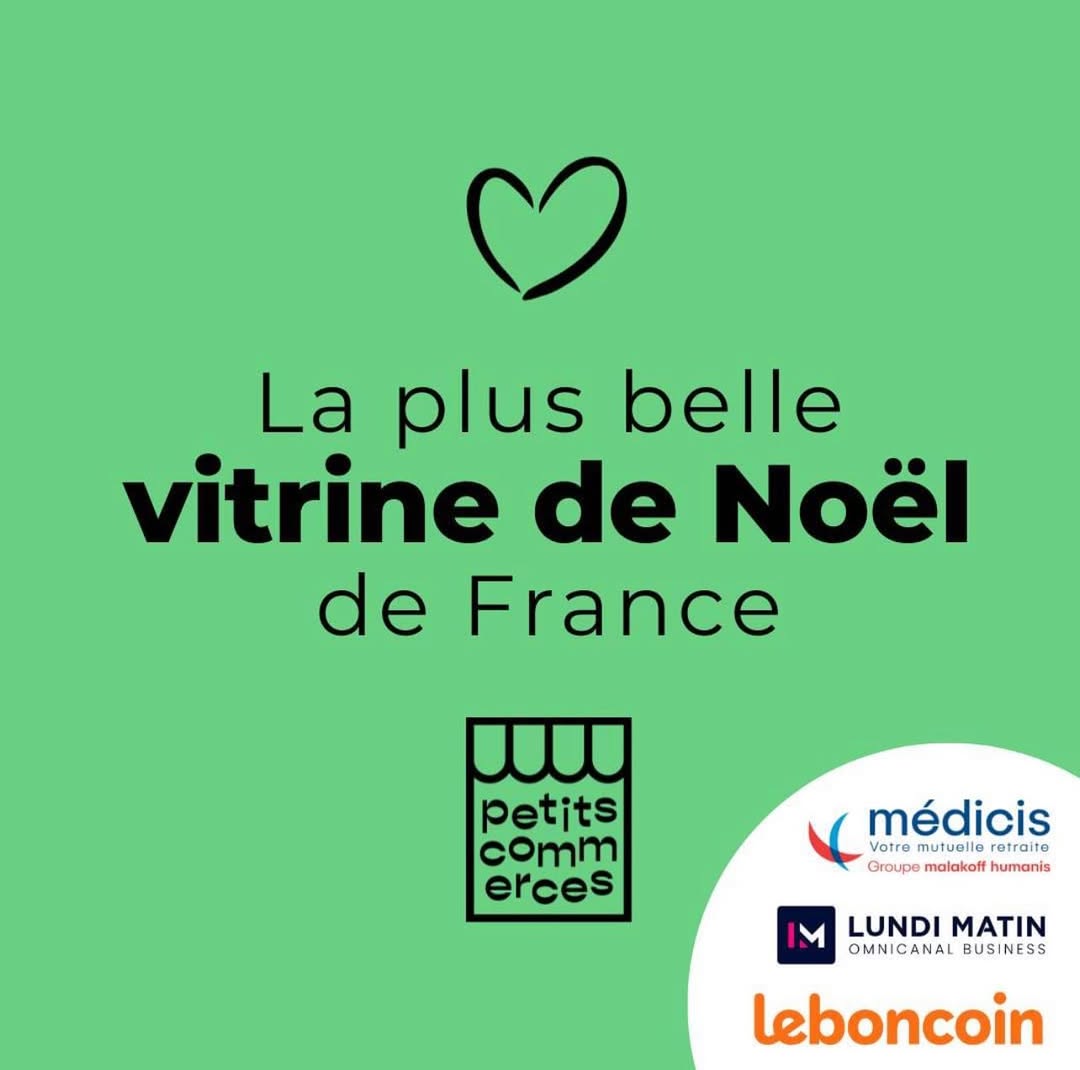 La plus belle
vitrine de Noël
de France
petits
comm
erces
médicis
Votre mutuelle retraite
Groupe malakoff humanis
LM LUNDI MATIN
OMNICANAL BUSINESS
leboncoin